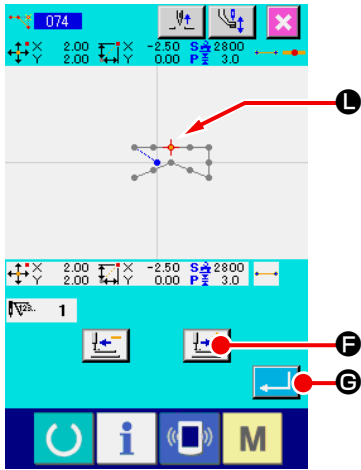 074
X 2.00 X -2.50 S 2800
Y 2.00 Y 0.00 P 3.0
L
X 2.00 X -2.50 S 2800
Y 2.00 Y 0.00 P 3.0
123.. 1
F
G
i M